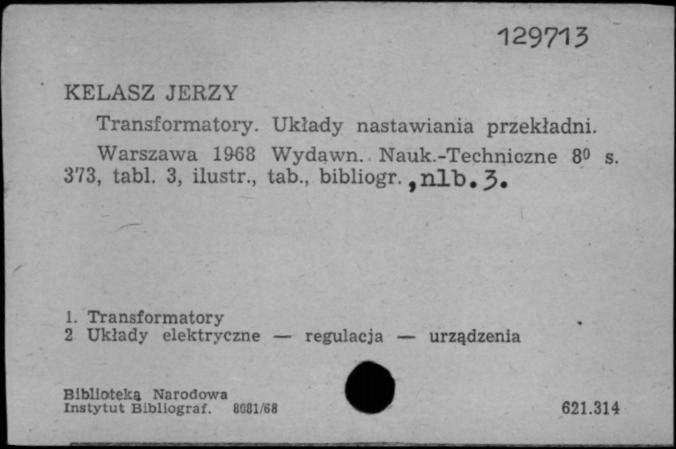 129713
KELASZ JERZY
Transformatory. Układy nastawiania przekładni.
Warszawa 1968 Wydawn. Nauk.-Techniczne 8⁰ s.
373, tabl. 3, ilustr., tab., bibliogr. , nlb. 3.
1. Transformatory
2 Układy elektryczne — regulacja — urządzenia
Biblioteka Narodowa
Instytut Bibliograf. 8081/68
621.314